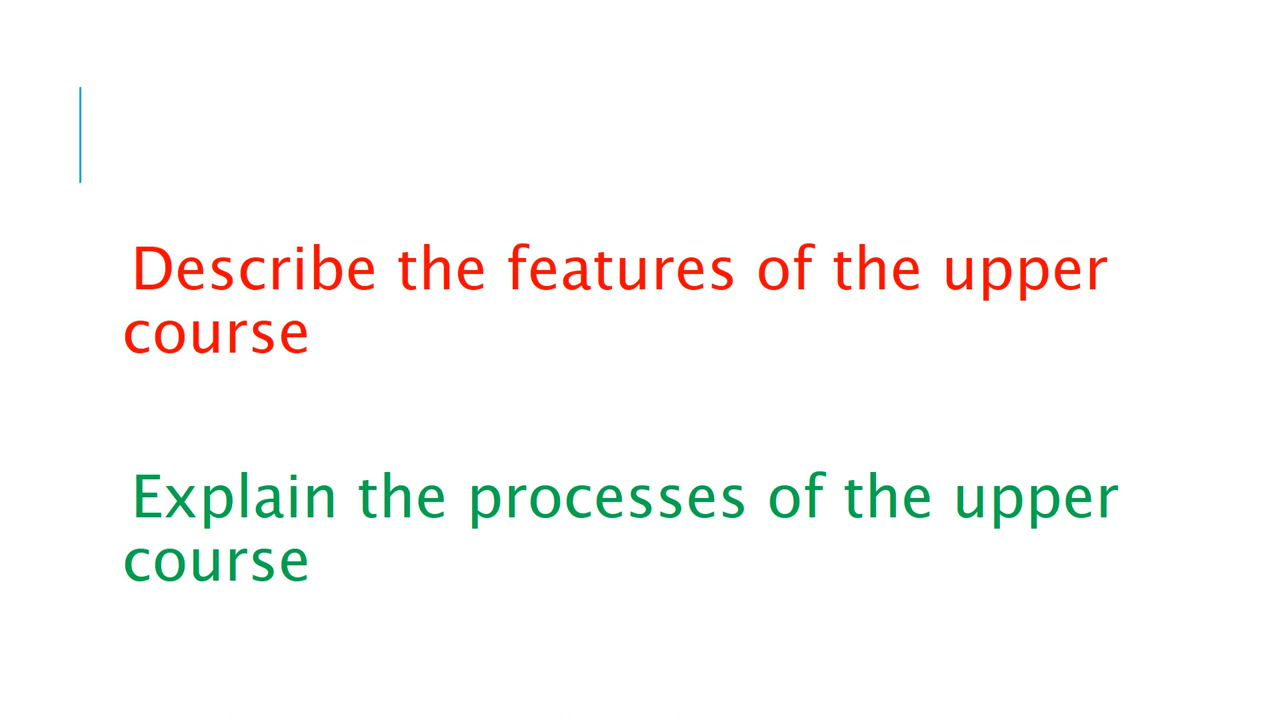 Describe the features of the upper
course
Explain the processes of the upper
course